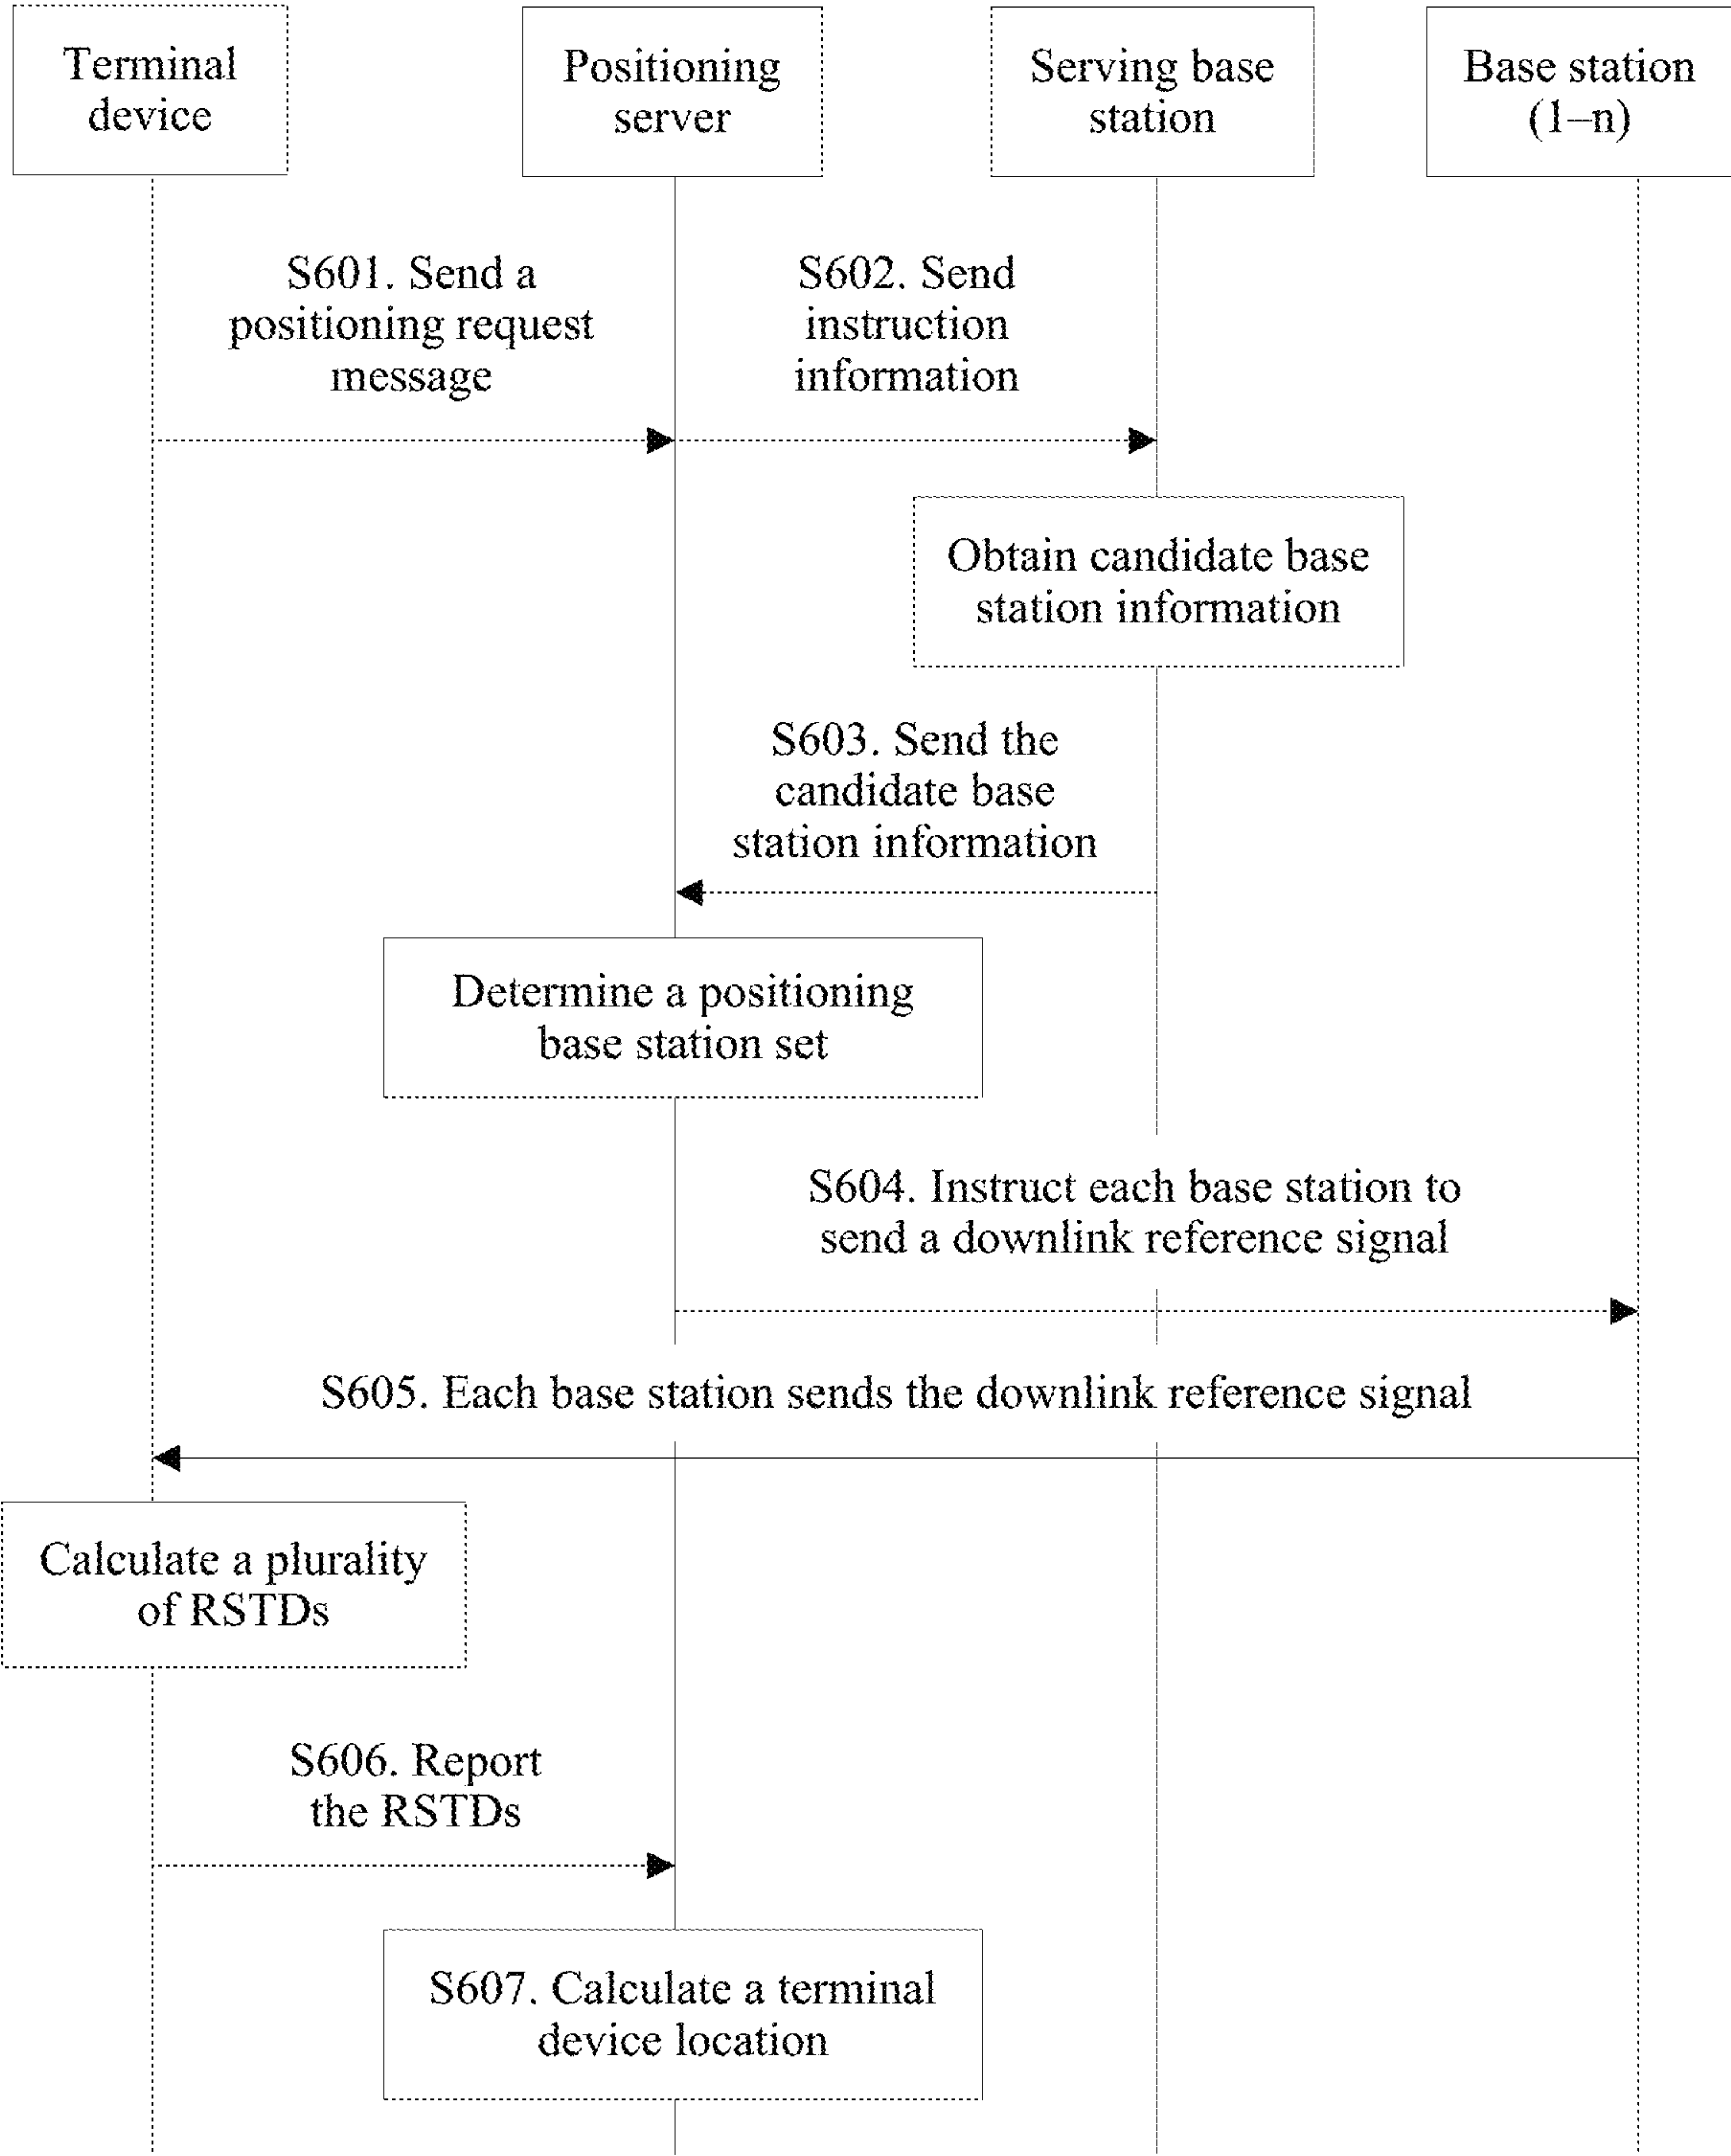 Terminal
device
Positioning
server
Serving base
station
Base station
(1–n)
S601. Send a
positioning request
message
S602. Send
instruction
information
Obtain candidate base
station information
S603. Send the
candidate base
station information
Determine a positioning
base station set
S604. Instruct each base station to
send a downlink reference signal
S605. Each base station sends the downlink reference signal
Calculate a plurality
of RSTDs
S606. Report
the RSTDs
S607. Calculate a terminal
device location